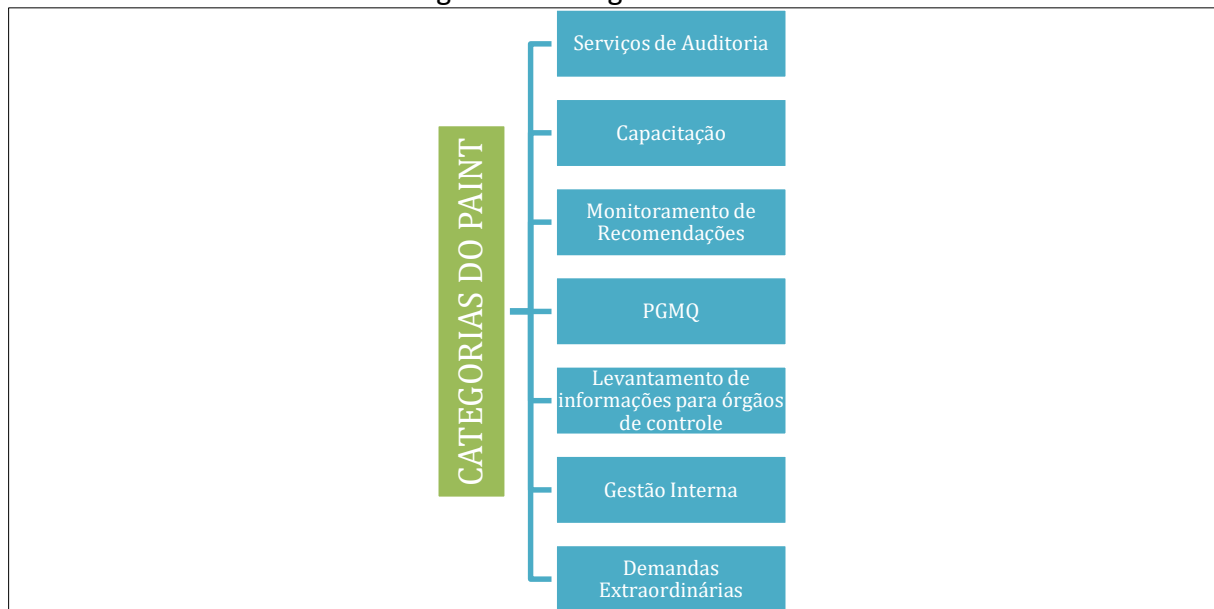 CATEGORIAS DO PAINT
Serviços de Auditoria
Capacitação
Monitoramento de
Recomendações
PGMQ
Levantamento de
informações para órgãos
de controle
Gestão Interna
Demandas
Extraordinárias